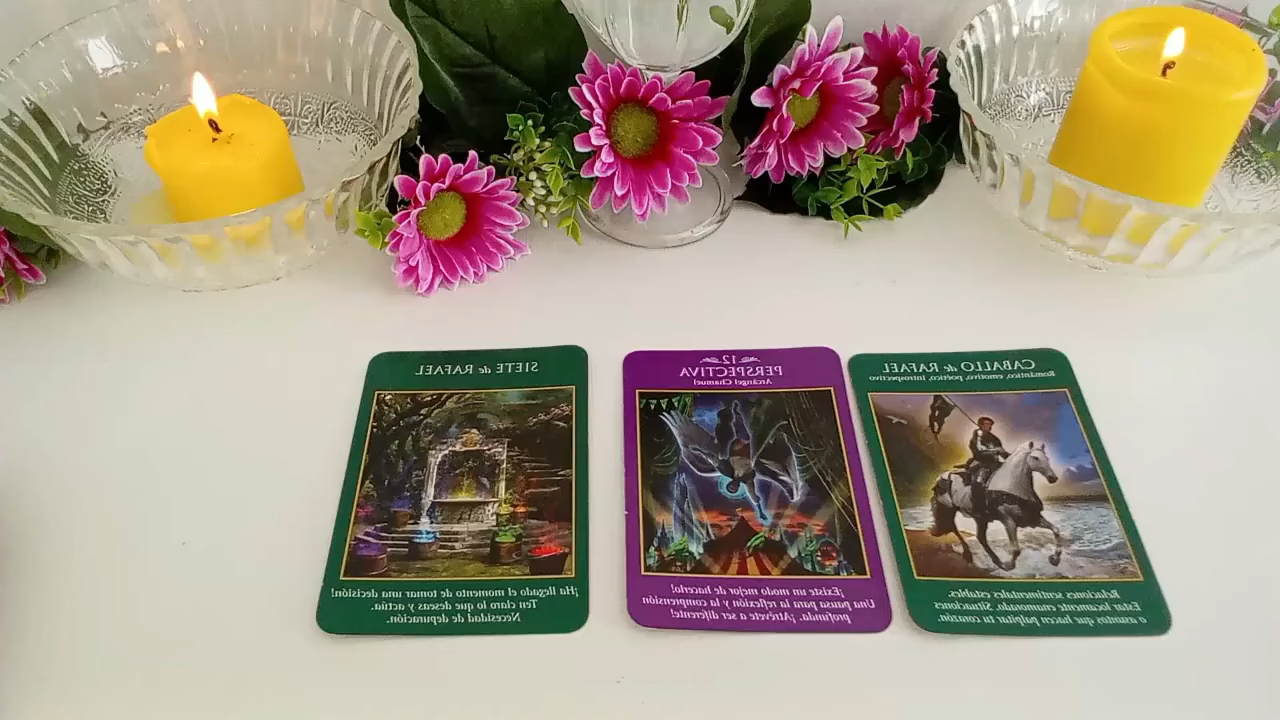 SIETE de RAFAEL
¡Ha llegado el momento de tomar una decisión!
Ten claro lo que deseas y actúa.
Necesidad de depuración.
12
PERSPECTIVA
Arcángel Chamuel
¡Existe un modo mejor de hacerlo!
Una pausa para la reflexión y la comprensión
profunda. ¡Atrévete a ser diferente!
CABALLO de RAFAEL
Romántico, emotivo, poético, introspectivo
Relaciones sentimentales estables.
Estar locamente enamorado. Situaciones
o asuntos que hacen palpitar tu corazón.